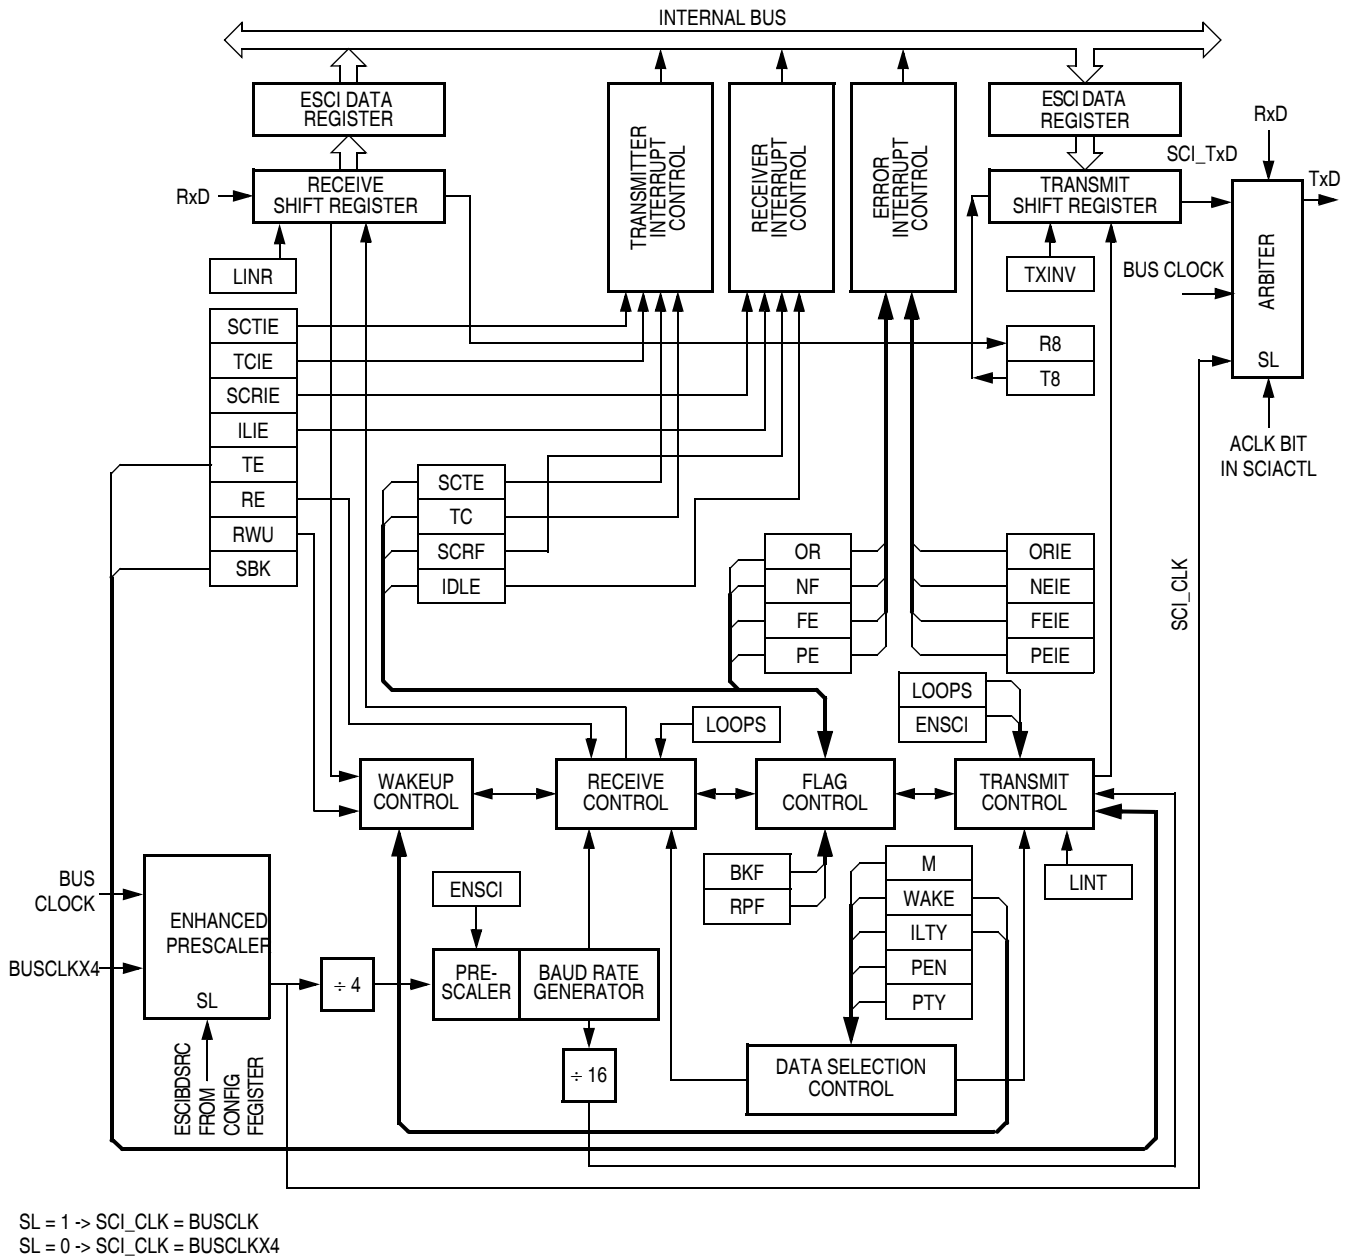 INTERNAL BUS
ESCI DATA
REGISTER
TRANSMITTER
INTERRUPT
CONTROL
RECEIVER
INTERRUPT
CONTROL
ERROR
INTERRUPT
CONTROL
ESCI DATA
REGISTER
RxD
SCI_TxD
RxD
RECEIVE
SHIFT REGISTER
TRANSMIT
SHIFT REGISTER
TxD
LINR
TXINV
BUS CLOCK
ARBITER
SL
SCTIE
TCIE
SCRIE
ILIE
TE
RE
RWU
SBK
R8
T8
ACLK BIT
IN SCIACTL
SCTE
TC
SCRF
IDLE
OR
NF
FE
PE
ORIE
NEIE
FEIE
PEIE
SCI_CLK
LOOPS
LOOPS
ENSCI
WAKEUP
CONTROL
RECEIVE
CONTROL
FLAG
CONTROL
TRANSMIT
CONTROL
BKF
RPF
M
WAKE
ILTY
PEN
PTY
LINT
BUS
CLOCK
BUSCLKX4
ENHANCED
PRESCALER
SL
ENSCI
÷ 4
PRE-
SCALER
BAUD RATE
GENERATOR
÷ 16
DATA SELECTION
CONTROL
ESCIBDSRC
FROM
CONFIG
FEGISTER
SL = 1 -> SCI_CLK = BUSCLK
SL = 0 -> SCI_CLK = BUSCLKX4